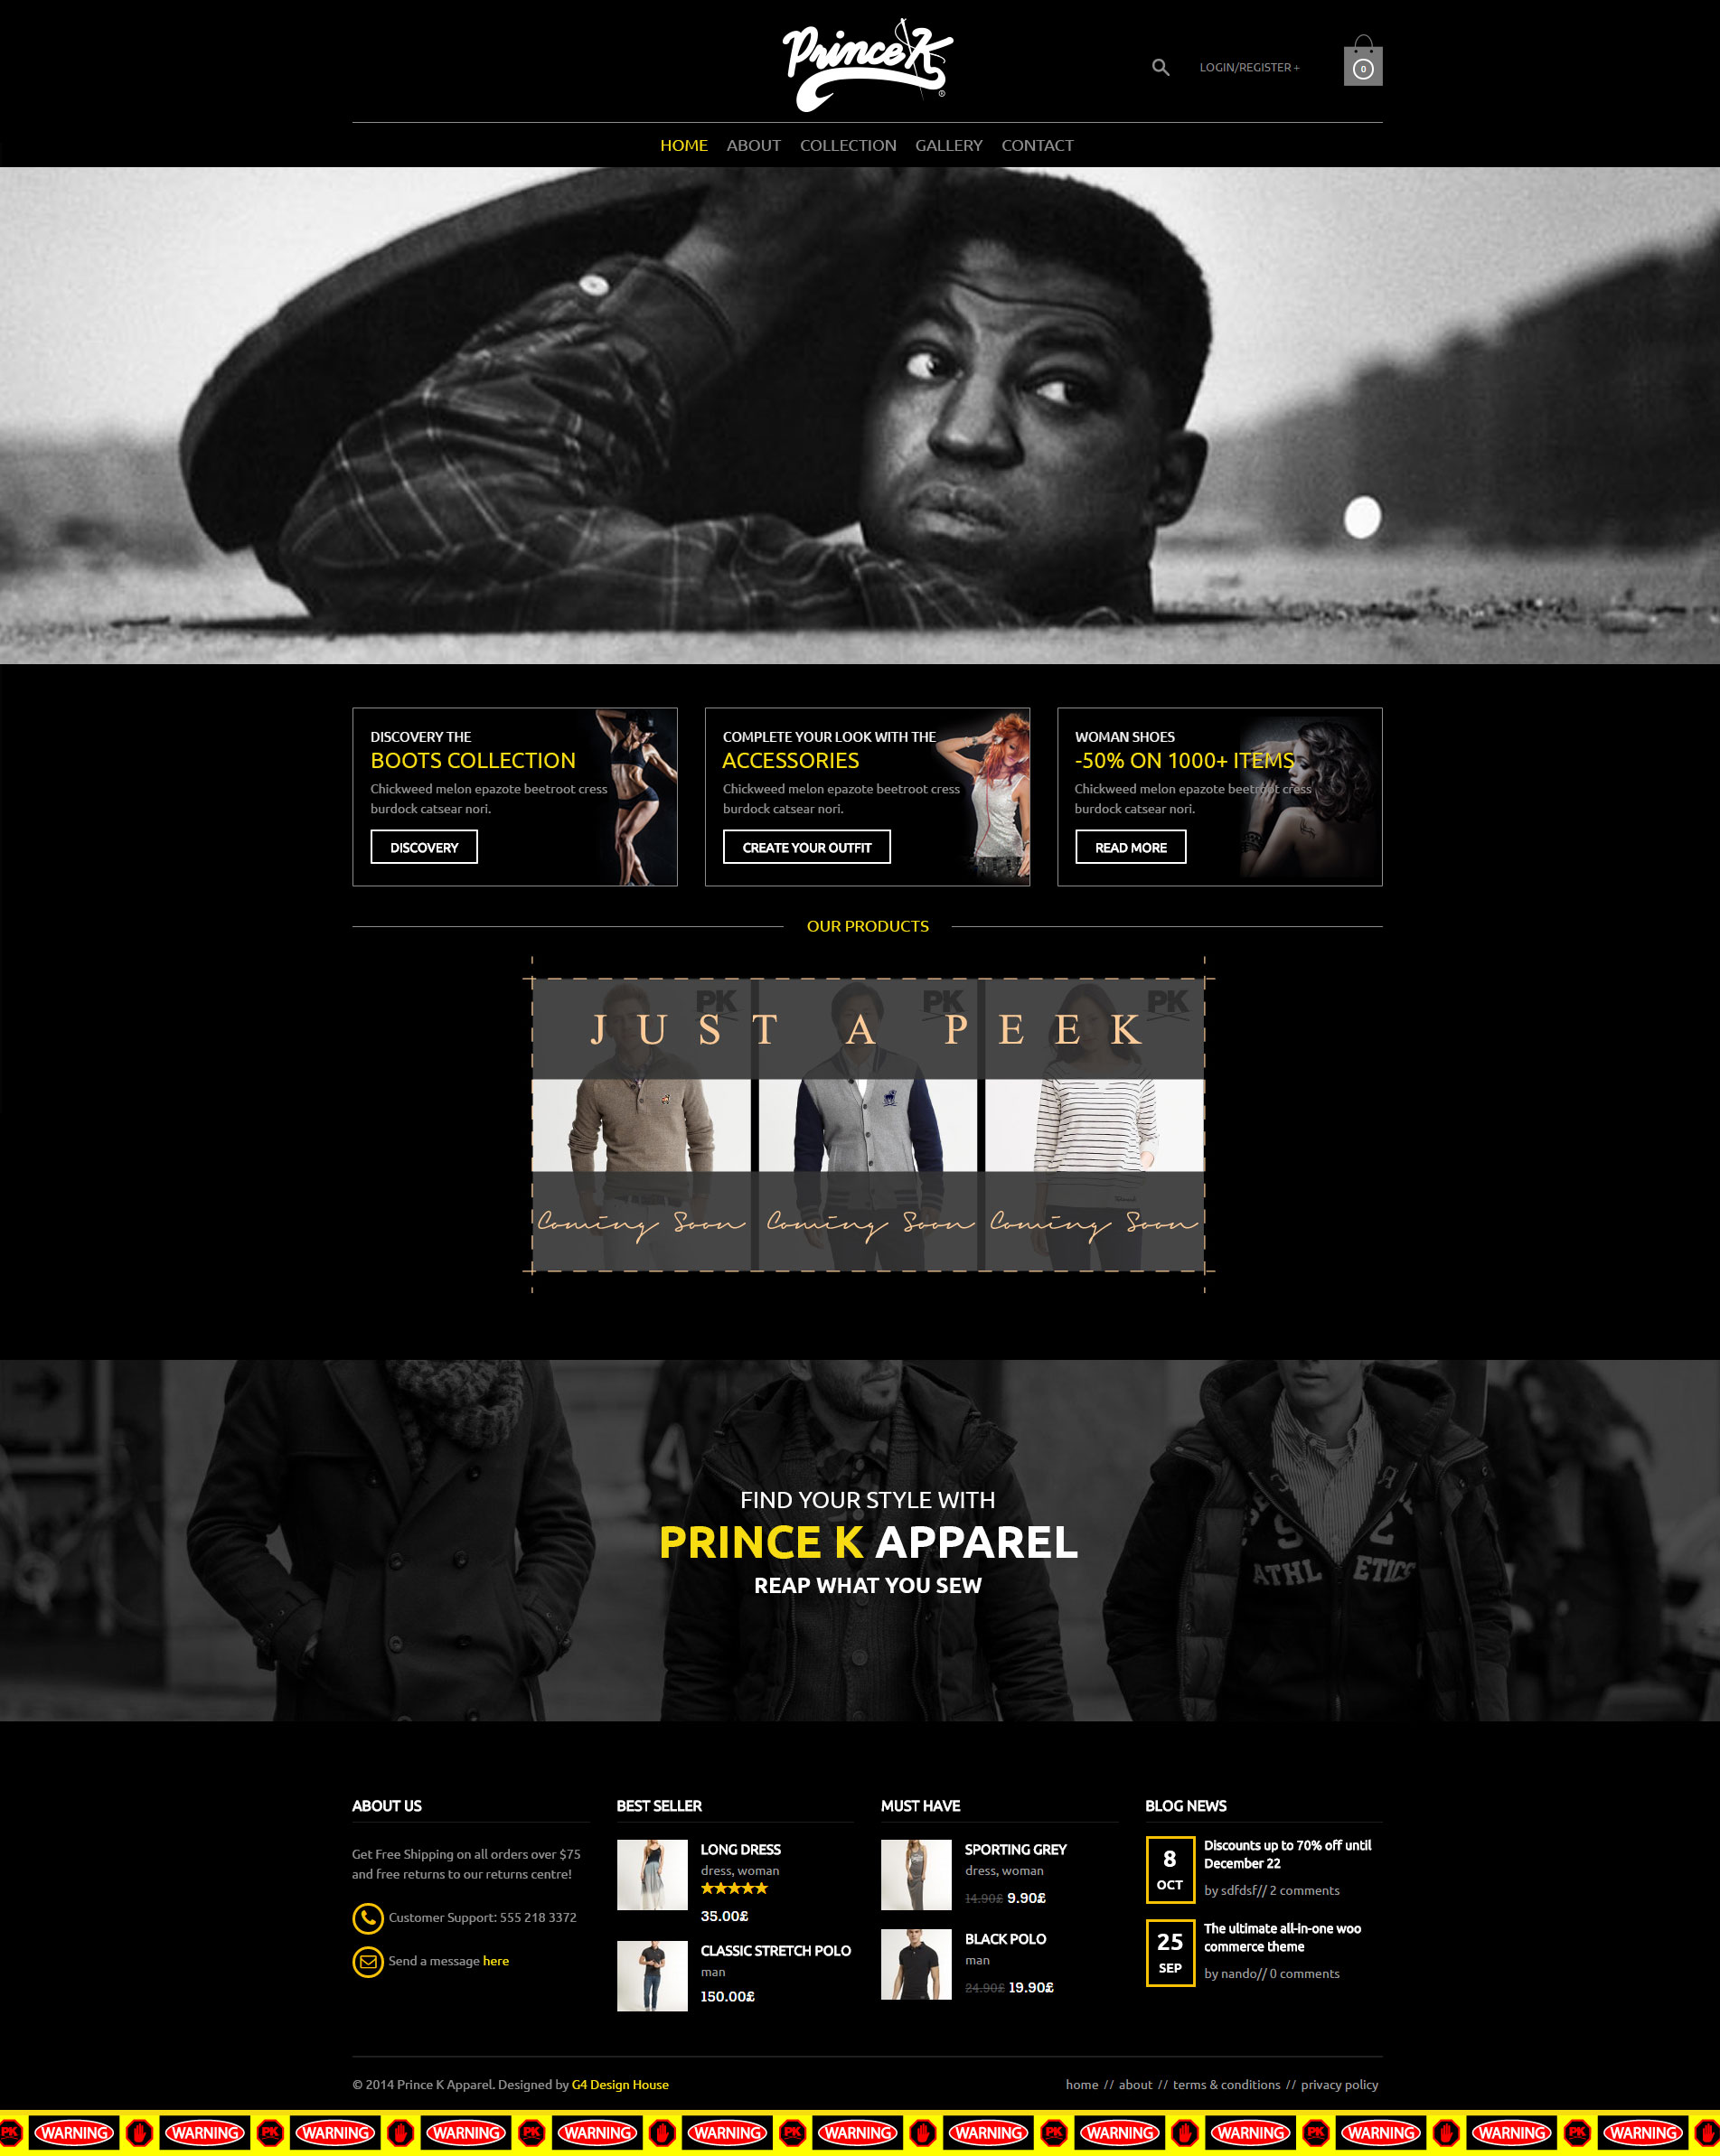 Prince K
®
LOGIN/REGISTER +
0
HOME ABOUT COLLECTION GALLERY CONTACT
DISCOVERY THE
BOOTS COLLECTION
Chickweed melon epazote beetroot cress
burdock catsear nori.
DISCOVERY
COMPLETE YOUR LOOK WITH THE
ACCESSORIES
Chickweed melon epazote beetroot cress
burdock catsear nori.
CREATE YOUR OUTFIT
WOMAN SHOES
-50% ON 1000+ ITEMS
Chickweed melon epazote beetroot cress
burdock catsear nori.
READ MORE
OUR PRODUCTS
PK PK PK
JUST A PEEK
Coming Soon Coming Soon Coming Soon
FIND YOUR STYLE WITH
PRINCE K APPAREL
REAP WHAT YOU SEW
ATHLETICS
ABOUT US
Get Free Shipping on all orders over $75
and free returns to our returns centre!
Customer Support: 555 218 3372
Send a message here
BEST SELLER
LONG DRESS
dress, woman
35.00£
CLASSIC STRETCH POLO
man
150.00£
MUST HAVE
SPORTING GREY
dress, woman
14.90£ 9.90£
BLACK POLO
man
24.90£ 19.90£
BLOG NEWS
8
OCT
Discounts up to 70% off until
December 22
by sdfdsf// 2 comments
25
SEP
The ultimate all-in-one woo
commerce theme
by nando// 0 comments
© 2014 Prince K Apparel. Designed by G4 Design House
home // about // terms & conditions // privacy policy
PK WARNING WARNING PK WARNING WARNING PK WARNING WARNING PK WARNING WARNING PK WARNING WARNING PK WARNING WARNING PK WARNING